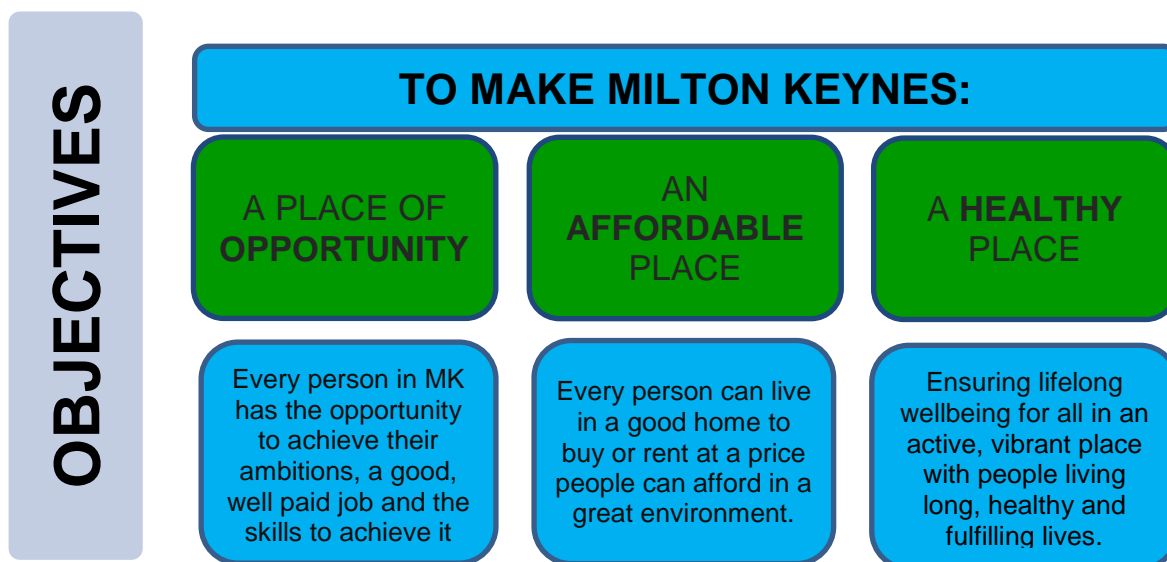 OBJECTIVES
TO MAKE MILTON KEYNES:
A PLACE OF
OPPORTUNITY
AN
AFFORDABLE
PLACE
A HEALTHY
PLACE
Every person in MK
has the opportunity
to achieve their
ambitions, a good,
well paid job and the
skills to achieve it
Every person can live
in a good home to
buy or rent at a price
people can afford in a
great environment.
Ensuring lifelong
wellbeing for all in an
active, vibrant place
with people living
long, healthy and
fulfilling lives.